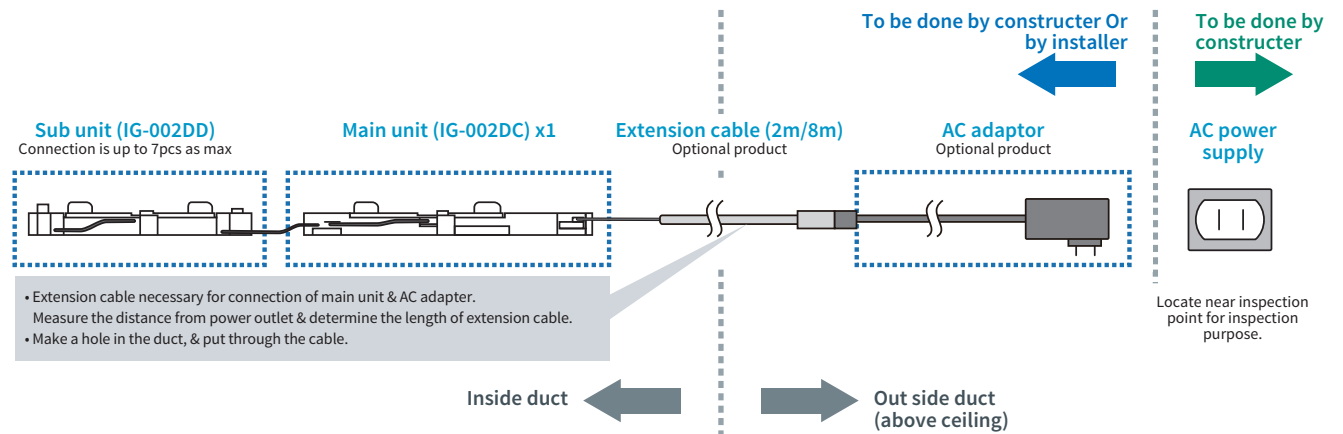 To be done by constructer Or
by installer
To be done by
constructer
Sub unit (IG-002DD)
Connection is up to 7pcs as max
Main unit (IG-002DC) x1
Extension cable (2m/8m)
Optional product
AC adaptor
Optional product
AC power
supply
• Extension cable necessary for connection of main unit & AC adapter.
Measure the distance from power outlet & determine the length of extension cable.
• Make a hole in the duct, & put through the cable.
Locate near inspection
point for inspection
purpose.
Inside duct
Out side duct
(above ceiling)